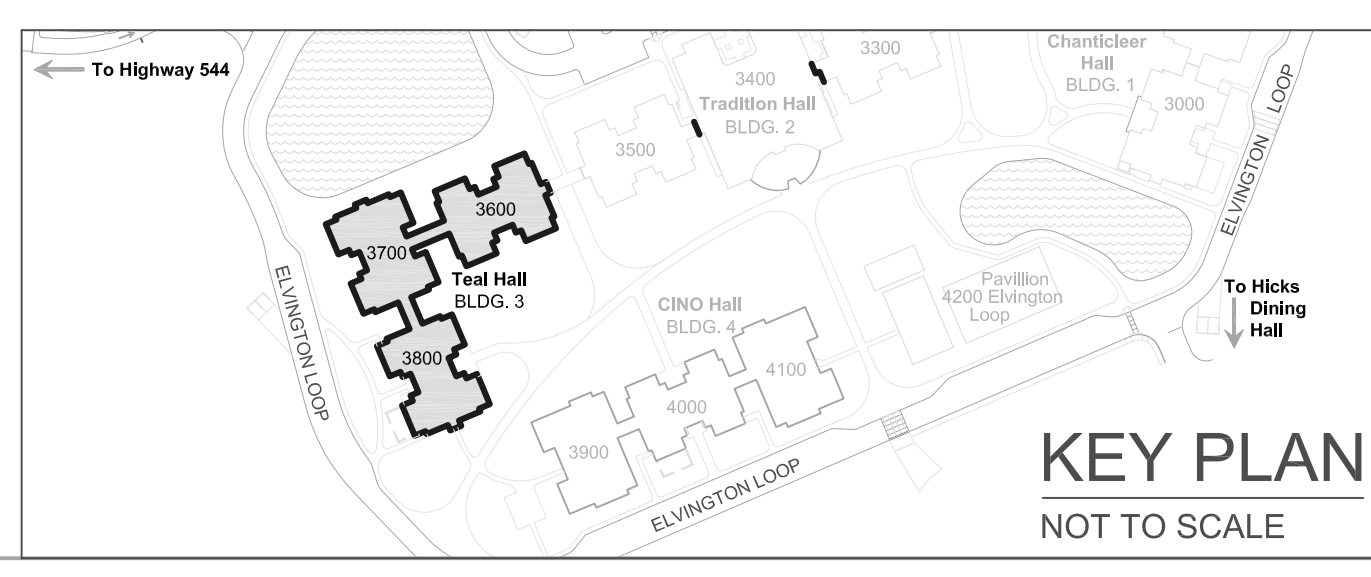 To Highway 544
3300
Chanticleer
Hall
BLDG. 1
3000
3400
Tradition Hall
BLDG. 2
3500
ELVINGTON LOOP
3600
3700
Teal Hall
BLDG. 3
3800
ELVINGTON LOOP
CINO Hall
BLDG. 4
Pavillion
4200 Elvington
Loop
To Hicks
Dining
Hall
4100
4000
3900
ELVINGTON LOOP
KEY PLAN
NOT TO SCALE